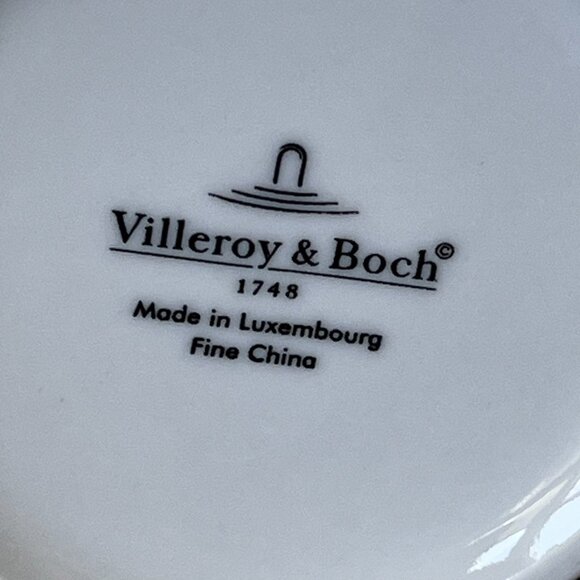 Villeroy & Boch©
1748
Made in Luxembourg
Fine China